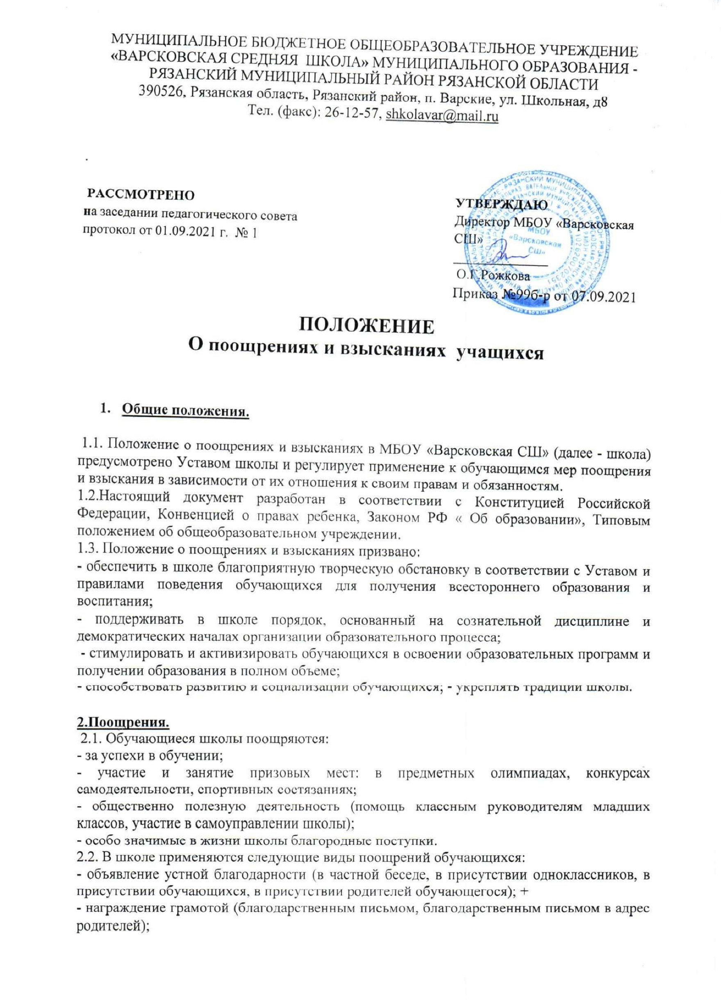 МУНИЦИПАЛЬНОЕ БЮДЖЕТНОЕ ОБЩЕОБРАЗОВАТЕЛЬНОЕ УЧРЕЖДЕНИЕ
«ВАРСКОВСКАЯ СРЕДНЯЯ ШКОЛА» МУНИЦИПАЛЬНОГО ОБРАЗОВАНИЯ -
РЯЗАНСКИЙ МУНИЦИПАЛЬНЫЙ РАЙОН РЯЗАНСКОЙ ОБЛАСТИ
390526, Рязанская область, Рязанский район, п. Варские, ул. Школьная, д8
Тел. (факс): 26-12-57, shkolavar@mail.ru
РАССМОТРЕНО
на заседании педагогического совета
протокол от 01.09.2021 г. № 1
УТВЕРЖДАЮ
Директор МБОУ «Варсковская
СШ»
О.Г.Рожкова
Приказ №99б-р от 07.09.2021
МБОУ
«Варсковская
СШ»
ПОЛОЖЕНИЕ
О поощрениях и взысканиях учащихся
1. Общие положения.
1.1. Положение о поощрениях и взысканиях в МБОУ «Варсковская СШ» (далее - школа)
предусмотрено Уставом школы и регулирует применение к обучающимся мер поощрения
и взыскания в зависимости от их отношения к своим правам и обязанностям.
1.2.Настоящий документ разработан в соответствии с Конституцией Российской
Федерации, Конвенцией о правах ребенка, Законом РФ « Об образовании», Типовым
положением об общеобразовательном учреждении.
1.3. Положение о поощрениях и взысканиях призвано:
- обеспечить в школе благоприятную творческую обстановку в соответствии с Уставом и
правилами поведения обучающихся для получения всестороннего образования и
воспитания;
- поддерживать в школе порядок, основанный на сознательной дисциплине и
демократических началах организации образовательного процесса;
- стимулировать и активизировать обучающихся в освоении образовательных программ и
получении образования в полном объеме;
- способствовать развитию и социализации обучающихся; - укреплять традиции школы.
2.Поощрения.
2.1. Обучающиеся школы поощряются:
- за успехи в обучении;
- участие и занятие призовых мест: в предметных олимпиадах, конкурсах
самодеятельности, спортивных состязаниях;
- общественно полезную деятельность (помощь классным руководителям младших
классов, участие в самоуправлении школы);
- особо значимые в жизни школы благородные поступки.
2.2. В школе применяются следующие виды поощрений обучающихся:
- объявление устной благодарности (в частной беседе, в присутствии одноклассников, в
присутствии обучающихся, в присутствии родителей обучающегося); +
- награждение грамотой (благодарственным письмом, благодарственным письмом в адрес
родителей);